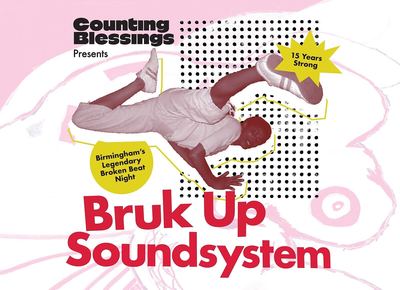 Counting
Blessings
Presents
15 Years
Strong
Birmingham's
Legendary
Broken Beat
Night
Bruk Up
Soundsystem